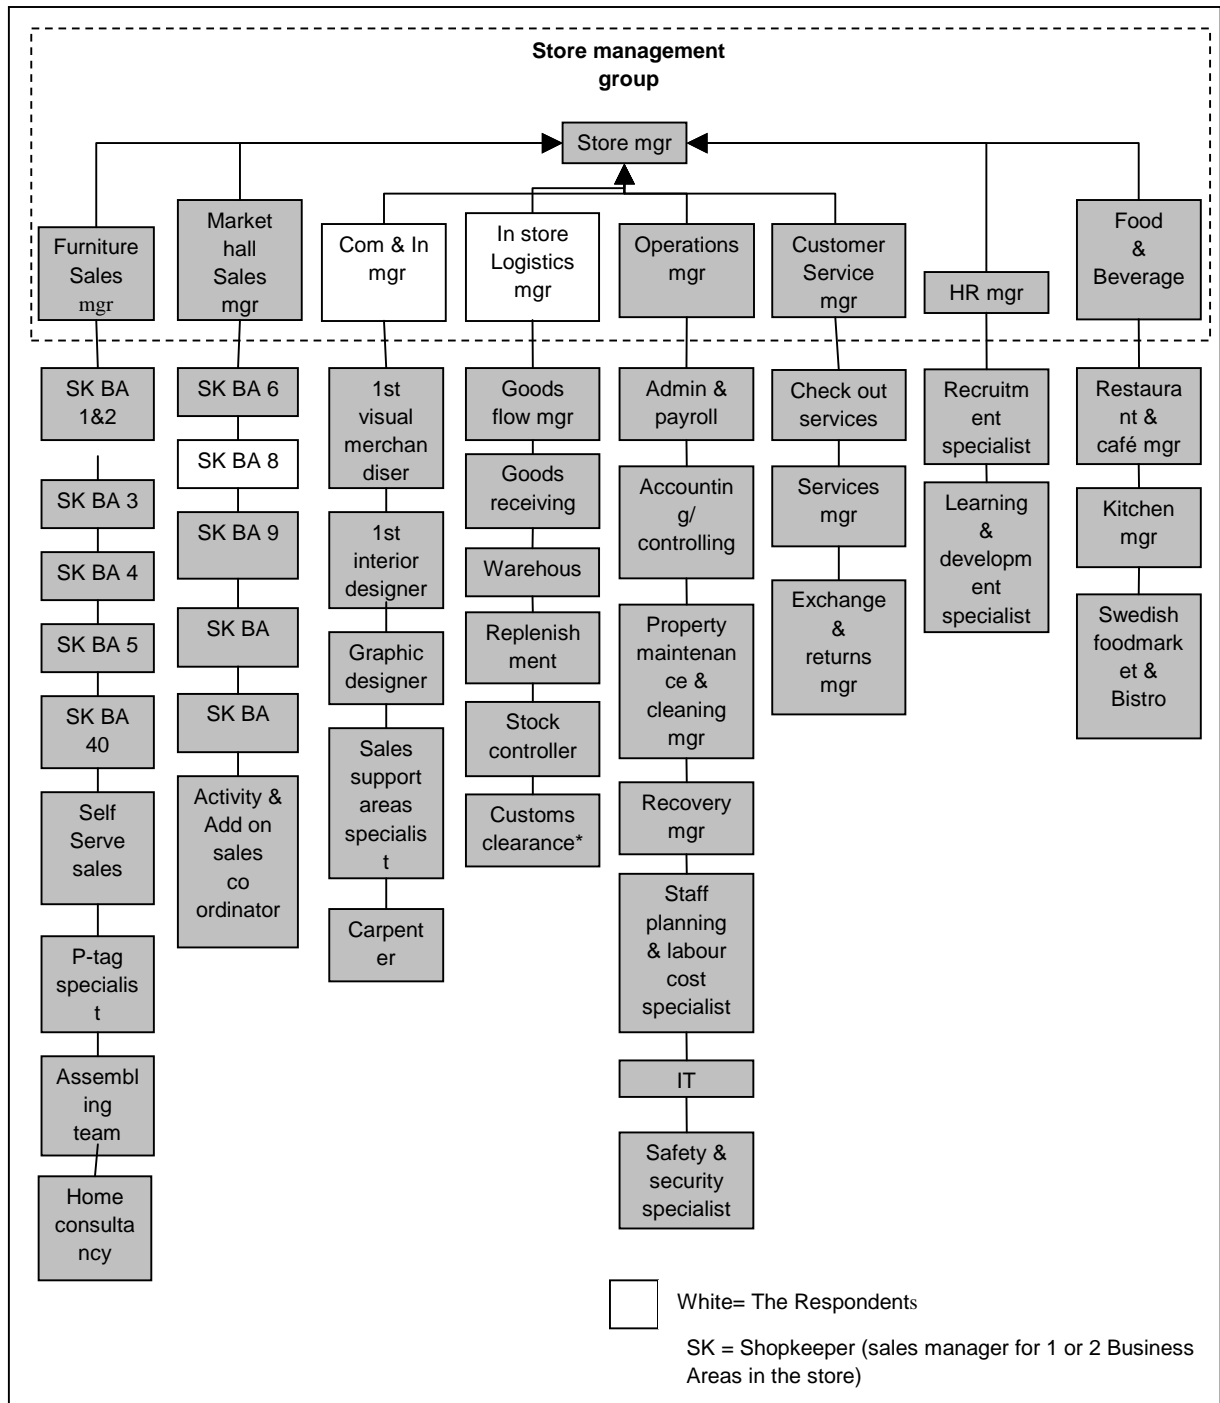 Store management
group
Store mgr
Furniture
Sales
mgr
Market
hall
Sales
mgr
Com & In
mgr
In store
Logistics
mgr
Operations
mgr
Customer
Service
mgr
HR mgr
Food
&
Beverage
SK BA
1&2
SK BA 3
SK BA 4
SK BA 5
SK BA
40
Self
Serve
sales
P-tag
specialis
t
Assembl
ing
team
Home
consulta
ncy
SK BA 6
SK BA 8
SK BA 9
SK BA
SK BA
Activity &
Add on
sales
co
ordinator
1st
visual
merchan
diser
1st
interior
designer
Graphic
designer
Sales
support
areas
specialis
t
Carpent
er
Goods
flow mgr
Goods
receiving
Warehous
Replenish
ment
Stock
controller
Customs
clearance*
Admin &
payroll
Accountin
g/
controlling
Property
maintenan
ce &
cleaning
mgr
Recovery
mgr
Staff
planning
& labour
cost
specialist
IT
Safety &
security
specialist
Check out
services
Services
mgr
Exchange
&
returns
mgr
Recruitm
ent
specialist
Learning
&
developm
ent
specialist
Restaura
nt &
café mgr
Kitchen
mgr
Swedish
foodmark
et &
Bistro
White= The Respondents
SK = Shopkeeper (sales manager for 1 or 2 Business
Areas in the store)